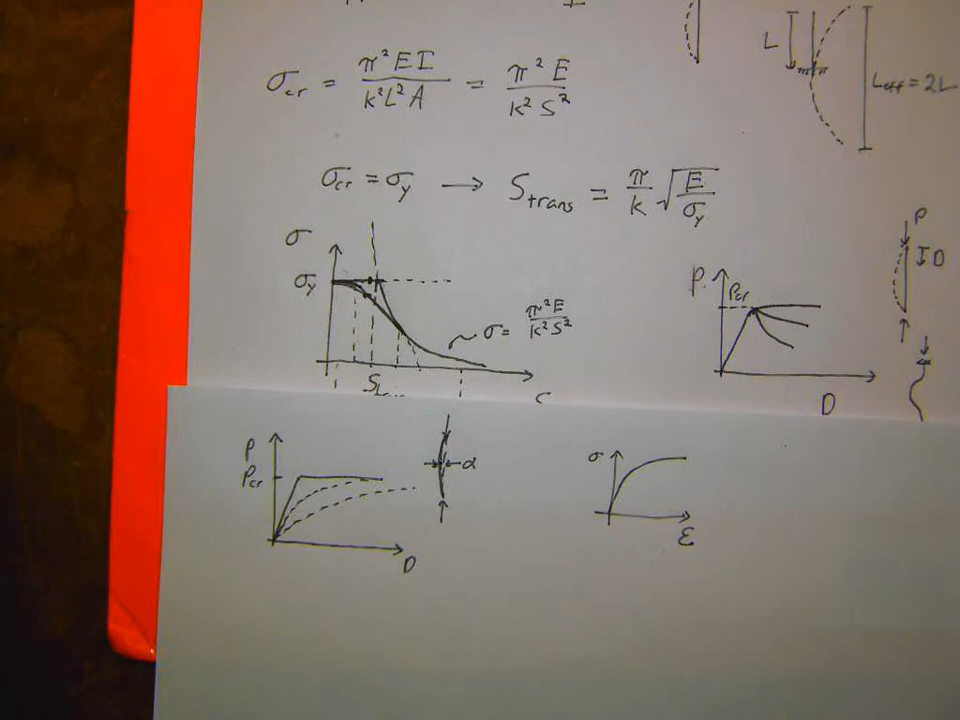 σcr = π²EI / k²L²A = π²E / k²S²
L
Leff = 2L
σcr = σy → Strans = π/k √(E/σy)
σ
σy
σ = π²E / k²S²
P
Pcr
D
P
D
P
Pcr
D
α
σ
ε